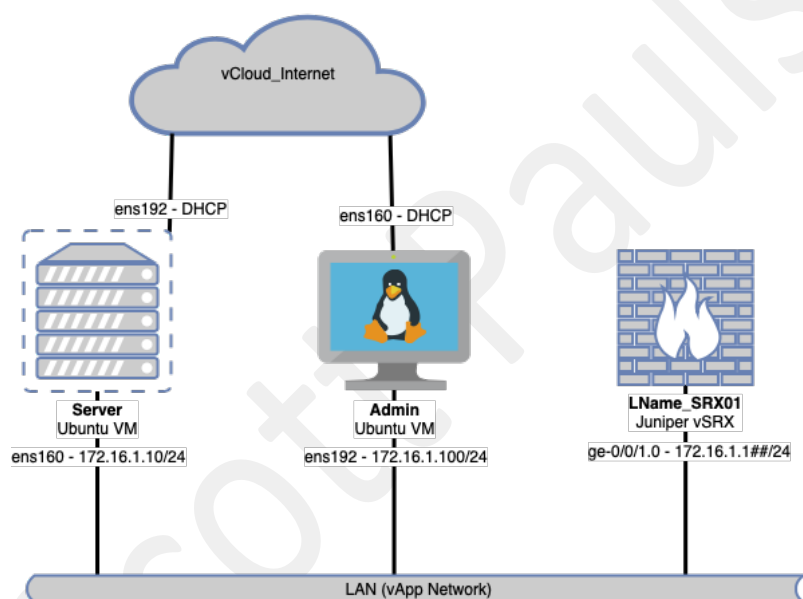 vCloud_Internet
ens192 - DHCP
ens160 - DHCP
Server
Ubuntu VM
ens160 - 172.16.1.10/24
Admin
Ubuntu VM
ens192 - 172.16.1.100/24
LName_SRX01
Juniper vSRX
ge-0/0/1.0 - 172.16.1.1##/24
LAN (vApp Network)